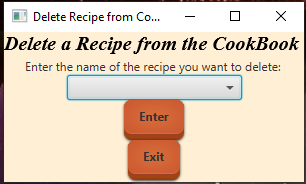 Delete Recipe from Co...
Delete a Recipe from the CookBook
Enter the name of the recipe you want to delete:
Enter
Exit